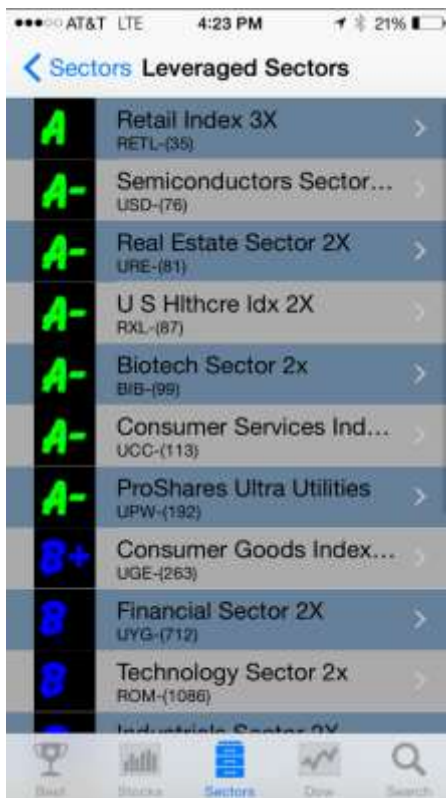 AT&T LTE 4:23 PM 21%
Sectors Leveraged Sectors
A
Retail Index 3X
RETL-(35)
A-
Semiconductors Sector...
USD-(76)
A-
Real Estate Sector 2X
URE-(81)
A-
U S Hlthcre Idx 2X
RXL-(87)
A-
Biotech Sector 2x
BIB-(99)
A-
Consumer Services Ind...
UCC-(113)
A-
ProShares Ultra Utilities
UPW-(192)
B+
Consumer Goods Index...
UGE-(263)
B
Financial Sector 2X
UYG-(712)
B
Technology Sector 2x
ROM-(1086)
Industrials Sector 2X
Best Stocks Sectors Dow Search